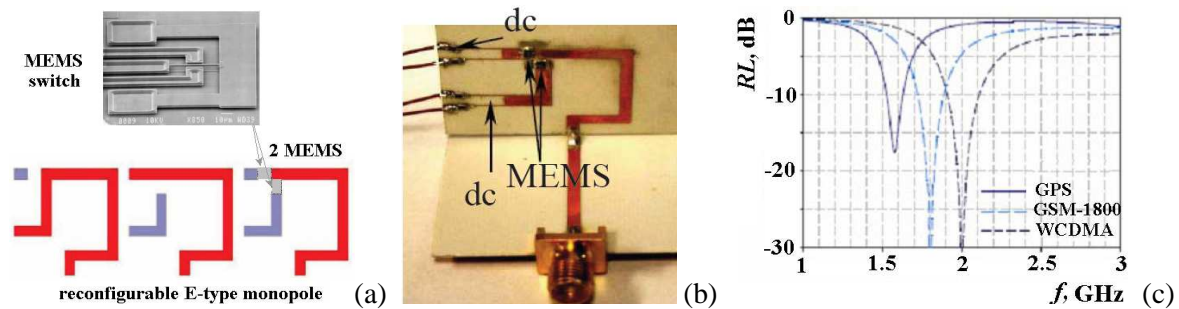 MEMS
switch
2 MEMS
reconfigurable E-type monopole
(a)
dc
dc
MEMS
(b)
RL, dB
0
-10
-20
-30
GPS
GSM-1800
WCDMA
1
1.5
2
2.5
3
f, GHz
(c)